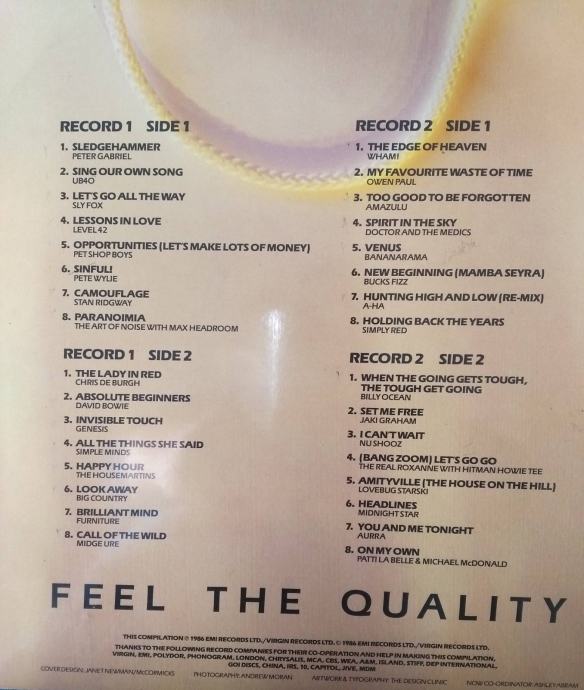 RECORD 1 SIDE 1
1. SLEDGEHAMMER
PETER GABRIEL
2. SING OUR OWN SONG
UB40
3. LET'S GO ALL THE WAY
SLY FOX
4. LESSONS IN LOVE
LEVEL 42
5. OPPORTUNITIES (LET'S MAKE LOTS OF MONEY)
PET SHOP BOYS
6. SINFUL!
PETE WYLIE
7. CAMOUFLAGE
STAN RIDGWAY
8. PARANOIMIA
THE ART OF NOISE WITH MAX HEADROOM
RECORD 1 SIDE 2
1. THE LADY IN RED
CHRIS DE BURGH
2. ABSOLUTE BEGINNERS
DAVID BOWIE
3. INVISIBLE TOUCH
GENESIS
4. ALL THE THINGS SHE SAID
SIMPLE MINDS
5. HAPPY HOUR
THE HOUSEMARTINS
6. LOOK AWAY
BIG COUNTRY
7. BRILLIANT MIND
FURNITURE
8. CALL OF THE WILD
MIDGE URE
RECORD 2 SIDE 1
1. THE EDGE OF HEAVEN
WHAM!
2. MY FAVOURITE WASTE OF TIME
OWEN PAUL
3. TOO GOOD TO BE FORGOTTEN
AMAZULU
4. SPIRIT IN THE SKY
DOCTOR AND THE MEDICS
5. VENUS
BANANARAMA
6. NEW BEGINNING (MAMBA SEYRA)
BUCKS FIZZ
7. HUNTING HIGH AND LOW (RE-MIX)
A-HA
8. HOLDING BACK THE YEARS
SIMPLY RED
RECORD 2 SIDE 2
1. WHEN THE GOING GETS TOUGH,
THE TOUGH GET GOING
BILLY OCEAN
2. SET ME FREE
JAKI GRAHAM
3. I CAN'T WAIT
NU SHOOZ
4. (BANG ZOOM) LET'S GO GO
THE REAL ROXANNE WITH HITMAN HOWIE TEE
5. AMITYVILLE (THE HOUSE ON THE HILL)
LOVEBUG STARSKI
6. HEADLINES
MIDNIGHT STAR
7. YOU AND ME TONIGHT
AURRA
8. ON MY OWN
PATTI LA BELLE & MICHAEL McDONALD
FEEL THE QUALITY
THIS COMPILATION ℗ 1986 EMI RECORDS LTD./VIRGIN RECORDS LTD. © 1986 EMI RECORDS LTD./VIRGIN RECORDS LTD.
THANKS TO THE FOLLOWING RECORD COMPANIES FOR THEIR CO-OPERATION AND HELP IN MAKING THIS COMPILATION,
VIRGIN, EMI, POLYDOR, PHONOGRAM, LONDON, CHRYSALIS, MCA, CBS, WEA, A&M, ISLAND, STIFF, DEP INTERNATIONAL,
GO! DISCS, CHINA, IRS, 10, CAPITOL, JIVE, MDM
COVER DESIGN: JANET NEWMAN/McCORMICKS PHOTOGRAPHY: ANDREW MORAN ARTWORK & TYPOGRAPHY: THE DESIGN CLINIC NOW CO-ORDINATOR: ASHLEY ABRAM